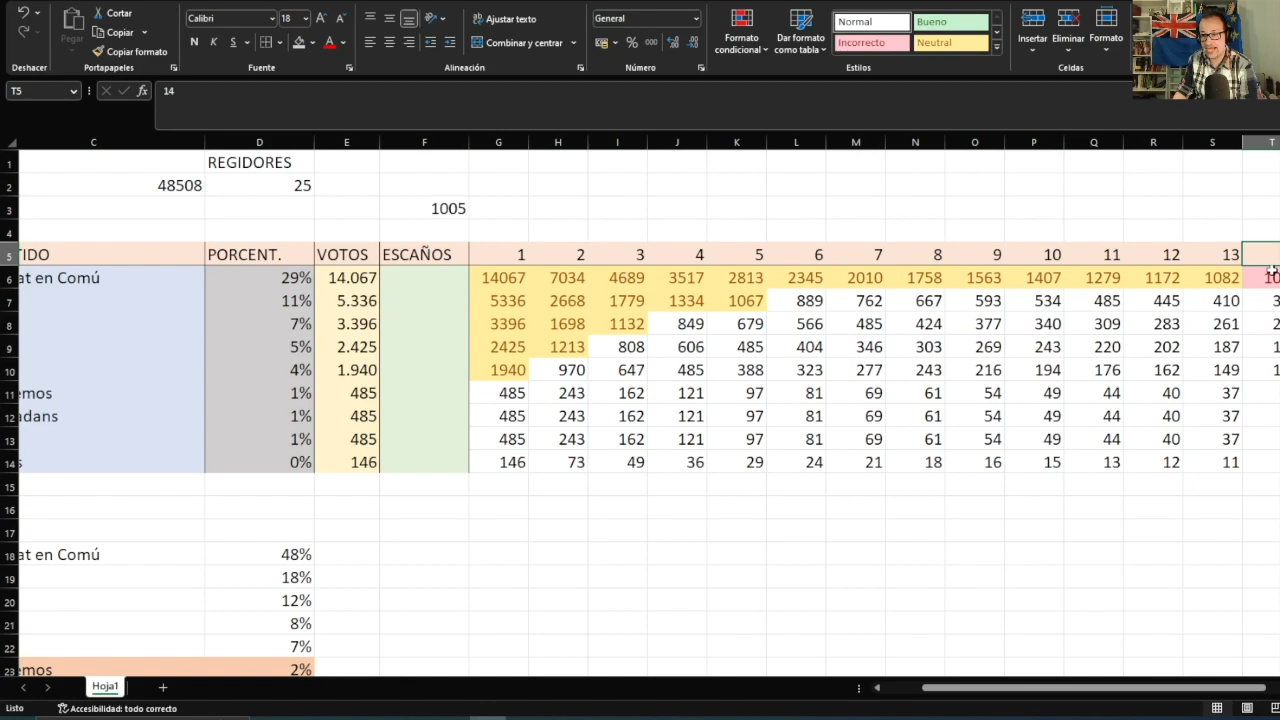 Cortar
Calibri 18
Ajustar texto
General
Normal Bueno
Pegar Copiar
N K S
Combinar y centrar
% 000
Formato condicional
Dar formato como tabla
Incorrecto Neutral
Insertar Eliminar Formato
Copiar formato
Deshacer Portapapeles Fuente Alineación Número Estilos Celdas
T5 fx 14
C D E F G H I J K L M N O P Q R S T
1 REGIDORES
2 48508 25
3 1005
4
5 TIDO PORCENT. VOTOS ESCAÑOS 1 2 3 4 5 6 7 8 9 10 11 12 13
6 at en Comú 29% 14.067 14067 7034 4689 3517 2813 2345 2010 1758 1563 1407 1279 1172 1082 10
7 11% 5.336 5336 2668 1779 1334 1067 889 762 667 593 534 485 445 410 3
8 7% 3.396 3396 1698 1132 849 679 566 485 424 377 340 309 283 261 2
9 5% 2.425 2425 1213 808 606 485 404 346 303 269 243 220 202 187 1
10 4% 1.940 1940 970 647 485 388 323 277 243 216 194 176 162 149 1
11 emos 1% 485 485 243 162 121 97 81 69 61 54 49 44 40 37
12 adans 1% 485 485 243 162 121 97 81 69 61 54 49 44 40 37
13 1% 485 485 243 162 121 97 81 69 61 54 49 44 40 37
14 s 0% 146 146 73 49 36 29 24 21 18 16 15 13 12 11
15
16
17
18 at en Comú 48%
19 18%
20 12%
21 8%
22 7%
23 emos 2%
Hoja1
Listo Accesibilidad: todo correcto